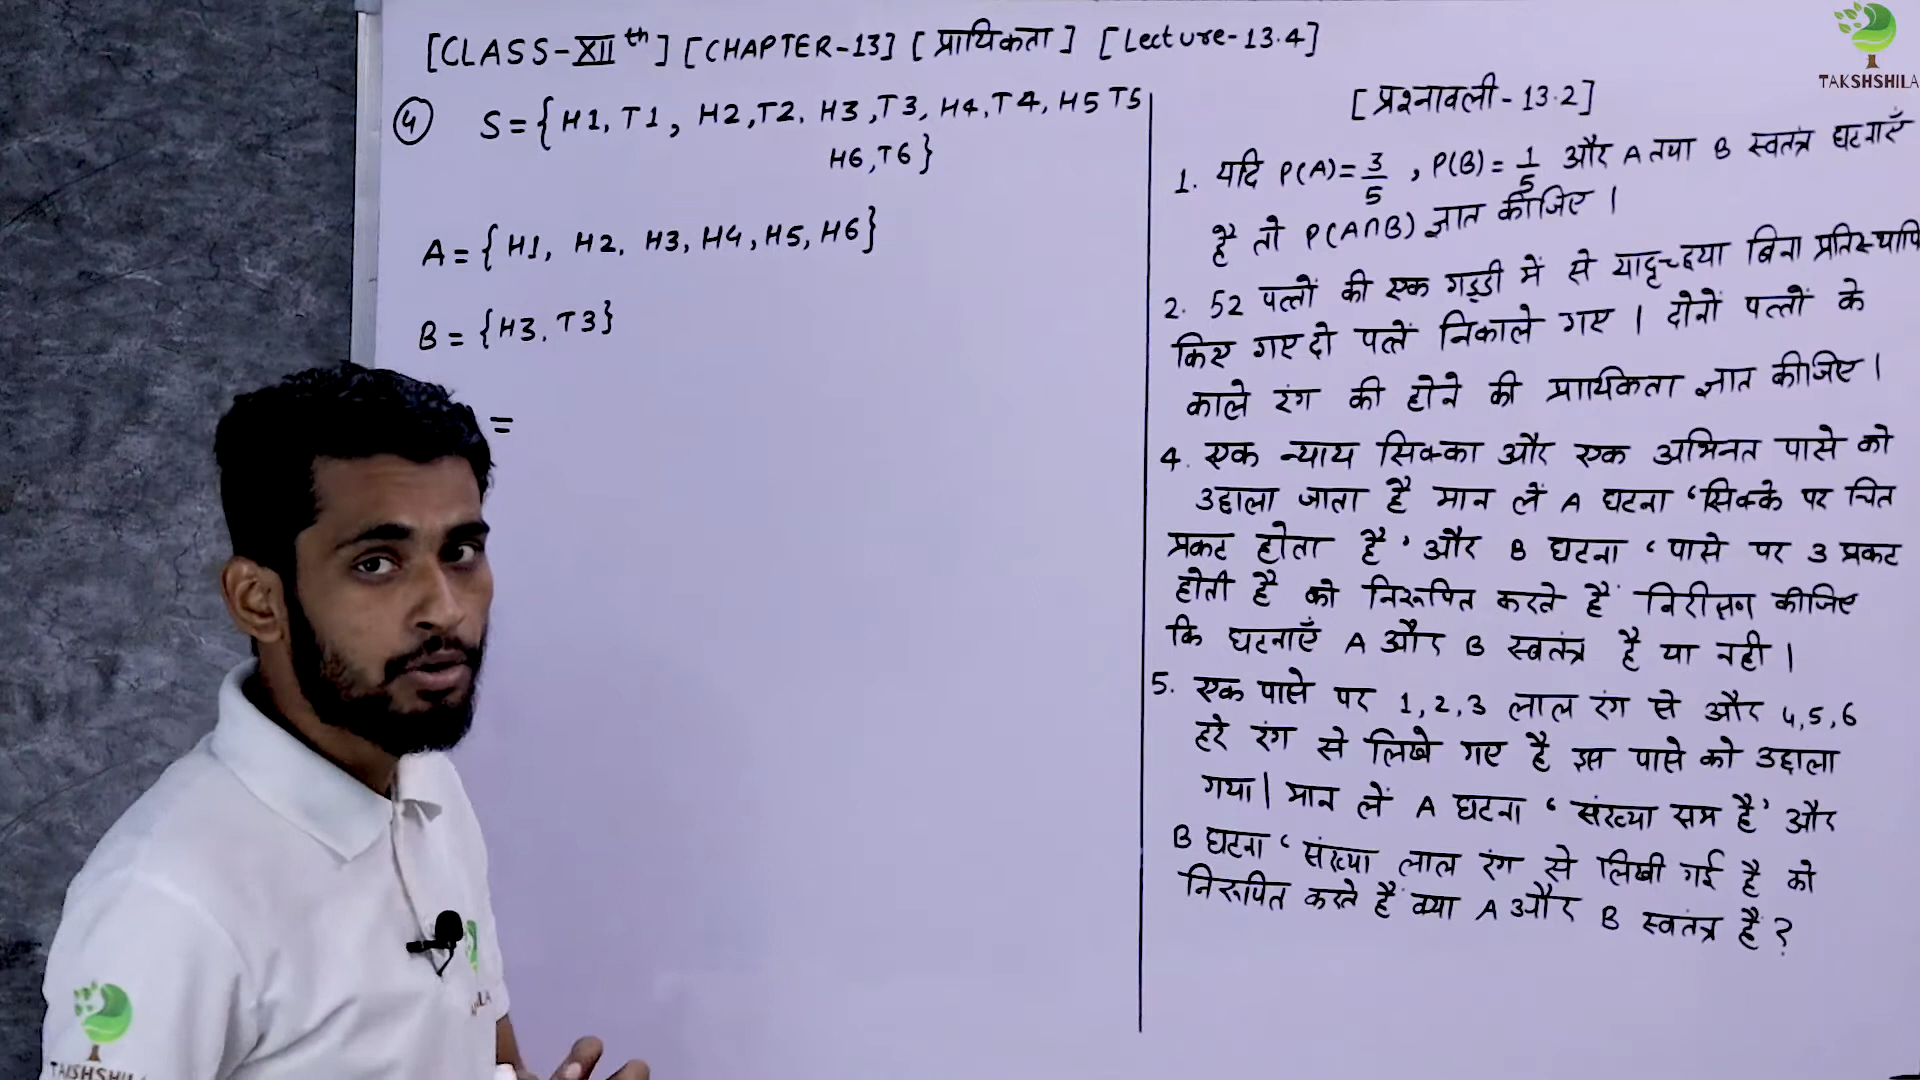 [CLASS-XII th] [CHAPTER-13] [प्रायिकता] [Lecture-13.4]
TAKSHSHILA
④ S = { H1, T1, H2, T2, H3, T3, H4, T4, H5 T5
H6, T6 }
A = { H1, H2, H3, H4, H5, H6 }
B = { H3, T3 }
=
[प्रश्नावली-13.2]
1. यदि P(A)=3/5, P(B)=1/5 और A तथा B स्वतंत्र घटनाएँ
है तो P(A∩B) ज्ञात कीजिए।
2. 52 पत्तों की एक गड्डी में से यादृच्छया बिना प्रतिस्थापि
किए गए दो पत्ते निकाले गए। दोनों पत्तों के
काले रंग की होने की प्रायिकता ज्ञात कीजिए।
4. एक न्याय सिक्का और एक अभिनत पासे को
उछाला जाता है मान लें A घटना ‘सिक्के पर चित
प्रकट होता है’ और B घटना ‘पासे पर 3 प्रकट
होती है को निरूपित करते हैं निरीक्षण कीजिए
कि घटनाएँ A और B स्वतंत्र है या नही।
5. एक पासे पर 1,2,3 लाल रंग से और 4,5,6
हरे रंग से लिखे गए है इस पासे को उछाला
गया। मान लें A घटना ‘संख्या सम है’ और
B घटना ‘संख्या लाल रंग से लिखी गई है को
निरूपित करते हैं क्या A और B स्वतंत्र है?
TAKSHSHILA